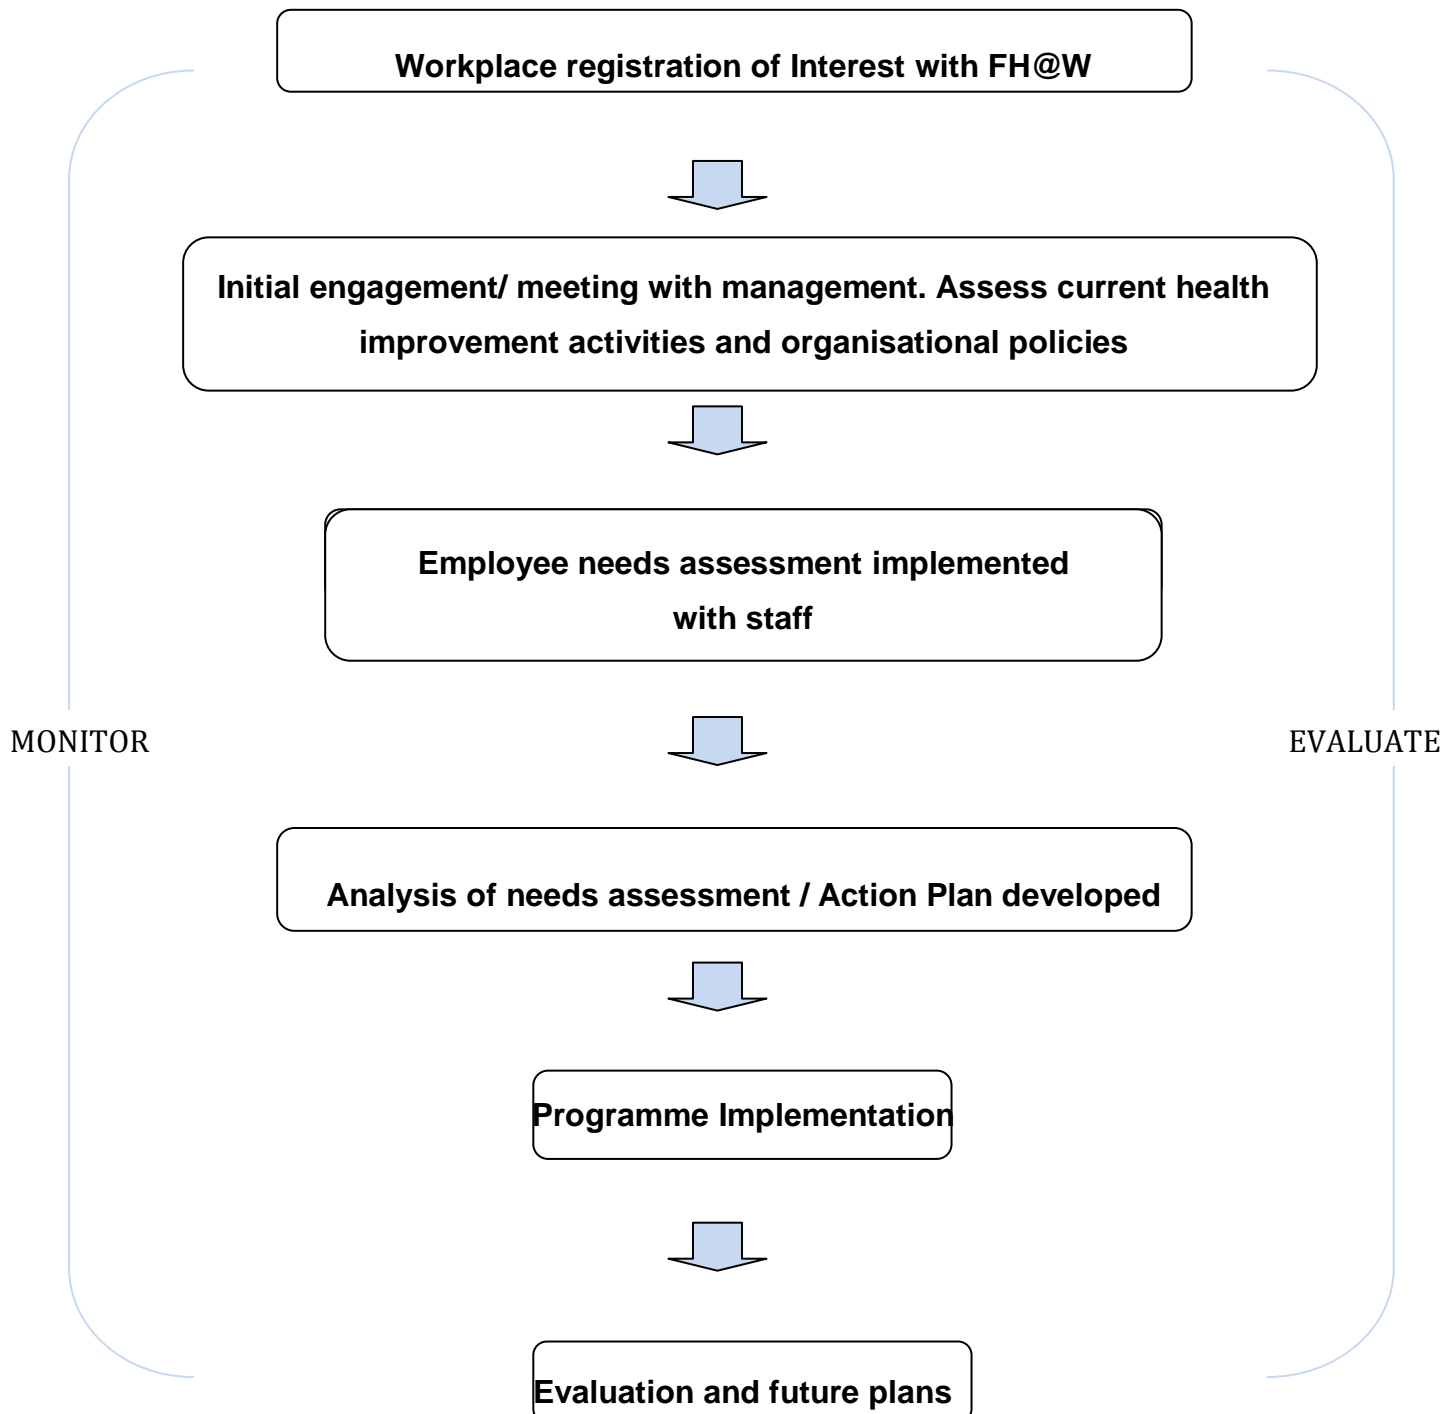 Workplace registration of Interest with FH@W
Initial engagement/ meeting with management. Assess current health
improvement activities and organisational policies
Employee needs assessment implemented
with staff
MONITOR
EVALUATE
Analysis of needs assessment / Action Plan developed
Programme Implementation
Evaluation and future plans